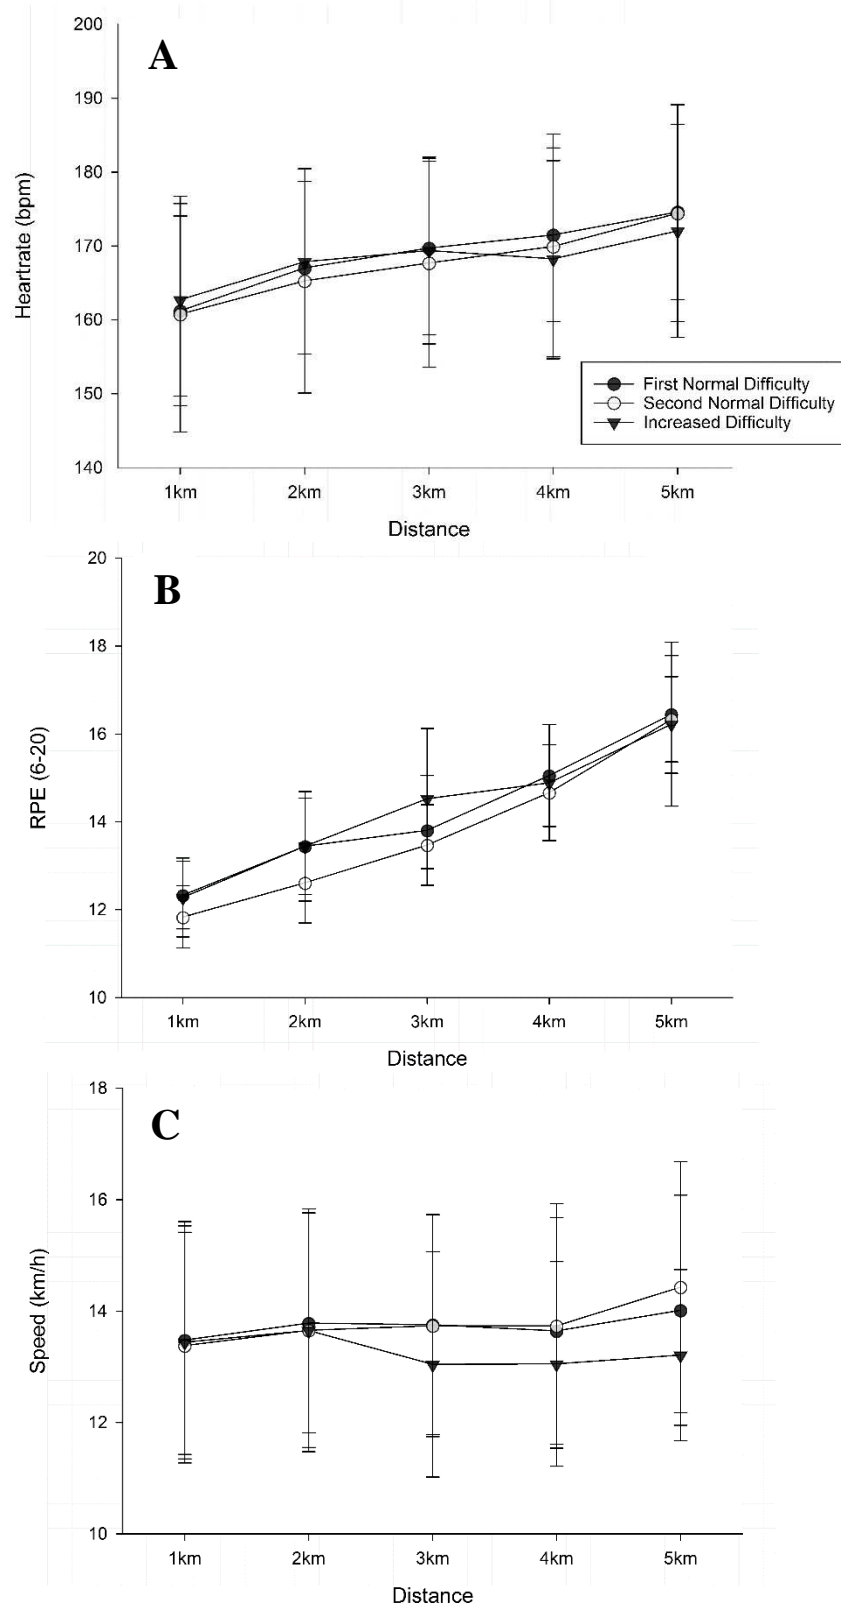 A
200
190
180
170
160
150
140
Heartrate (bpm)
First Normal Difficulty
Second Normal Difficulty
Increased Difficulty
1km 2km 3km 4km 5km
Distance
B
20
18
16
14
12
10
RPE (6-20)
1km 2km 3km 4km 5km
Distance
C
18
16
14
12
10
Speed (km/h)
1km 2km 3km 4km 5km
Distance